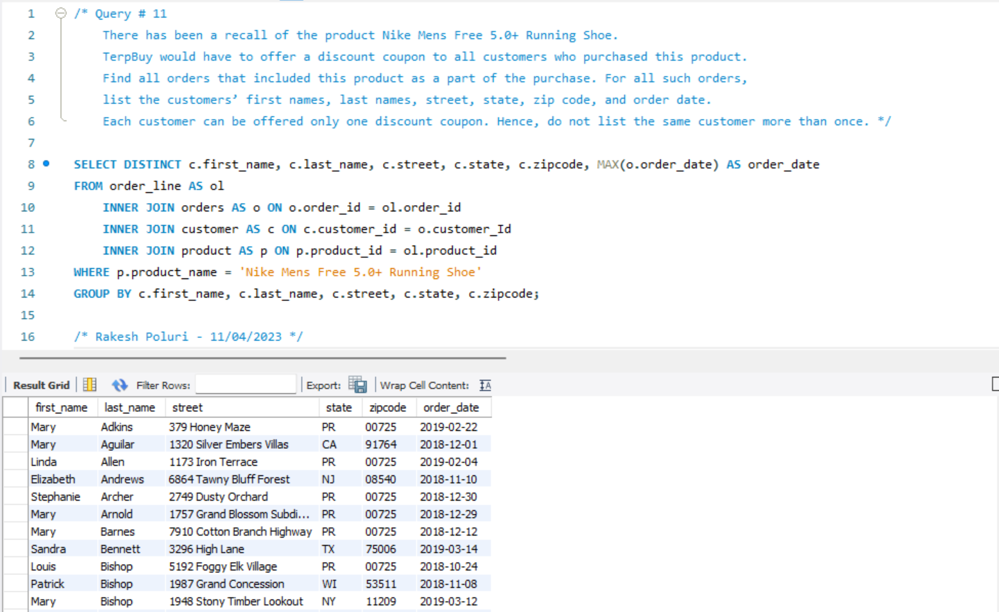 1 /* Query # 11
2 There has been a recall of the product Nike Mens Free 5.0+ Running Shoe.
3 TerpBuy would have to offer a discount coupon to all customers who purchased this product.
4 Find all orders that included this product as a part of the purchase. For all such orders,
5 list the customers’ first names, last names, street, state, zip code, and order date.
6 Each customer can be offered only one discount coupon. Hence, do not list the same customer more than once. */
7
8 SELECT DISTINCT c.first_name, c.last_name, c.street, c.state, c.zipcode, MAX(o.order_date) AS order_date
9 FROM order_line AS ol
10 INNER JOIN orders AS o ON o.order_id = ol.order_id
11 INNER JOIN customer AS c ON c.customer_id = o.customer_Id
12 INNER JOIN product AS p ON p.product_id = ol.product_id
13 WHERE p.product_name = 'Nike Mens Free 5.0+ Running Shoe'
14 GROUP BY c.first_name, c.last_name, c.street, c.state, c.zipcode;
15
16 /* Rakesh Poluri - 11/04/2023 */
Result Grid Filter Rows: Export: Wrap Cell Content:
first_name last_name street state zipcode order_date
Mary Adkins 379 Honey Maze PR 00725 2019-02-22
Mary Aguilar 1320 Silver Embers Villas CA 91764 2018-12-01
Linda Allen 1173 Iron Terrace PR 00725 2019-02-04
Elizabeth Andrews 6864 Tawny Bluff Forest NJ 08540 2018-11-10
Stephanie Archer 2749 Dusty Orchard PR 00725 2018-12-30
Mary Arnold 1757 Grand Blossom Subdi... PR 00725 2018-12-29
Mary Barnes 7910 Cotton Branch Highway PR 00725 2018-12-12
Sandra Bennett 3296 High Lane TX 75006 2019-03-14
Louis Bishop 5192 Foggy Elk Village PR 00725 2018-10-24
Patrick Bishop 1987 Grand Concession WI 53511 2018-11-08
Mary Bishop 1948 Stony Timber Lookout NY 11209 2019-03-12